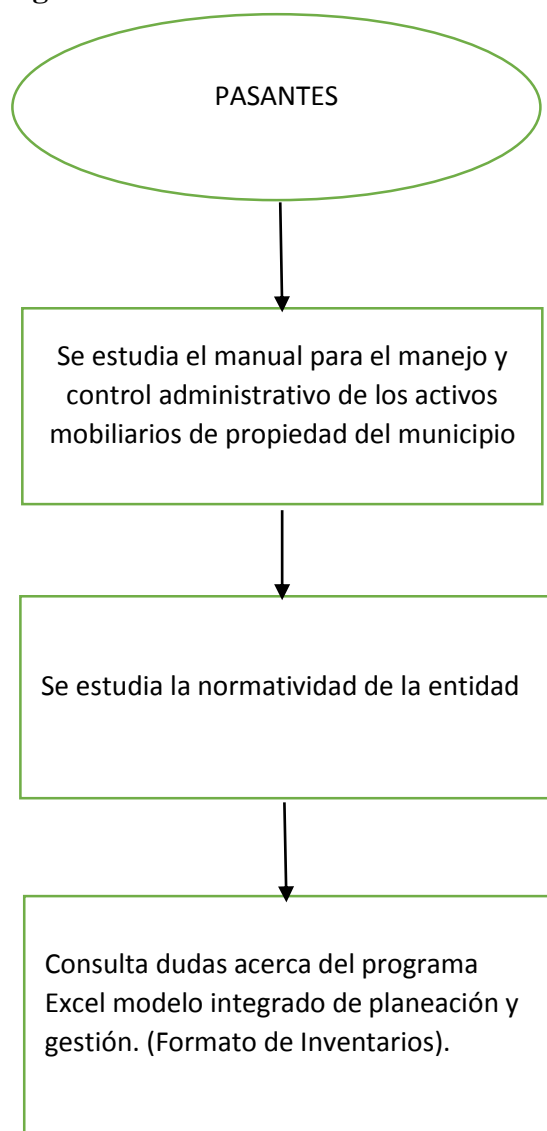 PASANTES
Se estudia el manual para el manejo y
control administrativo de los activos
mobiliarios de propiedad del municipio
Se estudia la normatividad de la entidad
Consulta dudas acerca del programa
Excel modelo integrado de planeación y
gestión. (Formato de Inventarios).